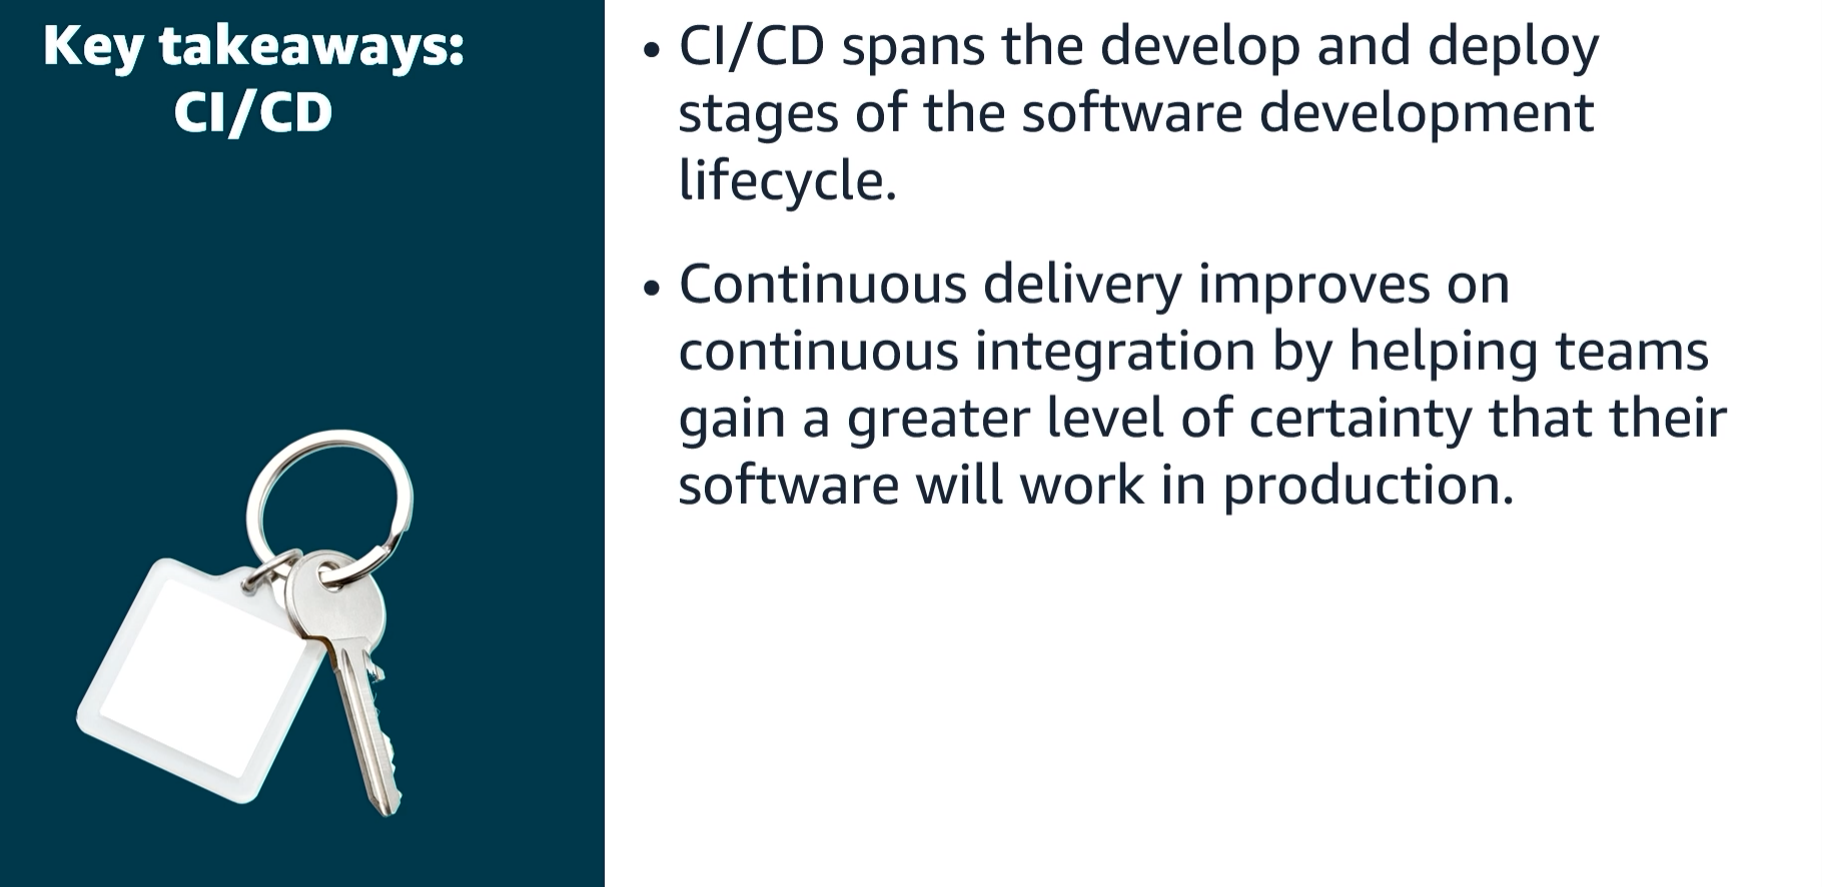 Key takeaways:
CI/CD
• CI/CD spans the develop and deploy
stages of the software development
lifecycle.
• Continuous delivery improves on
continuous integration by helping teams
gain a greater level of certainty that their
software will work in production.